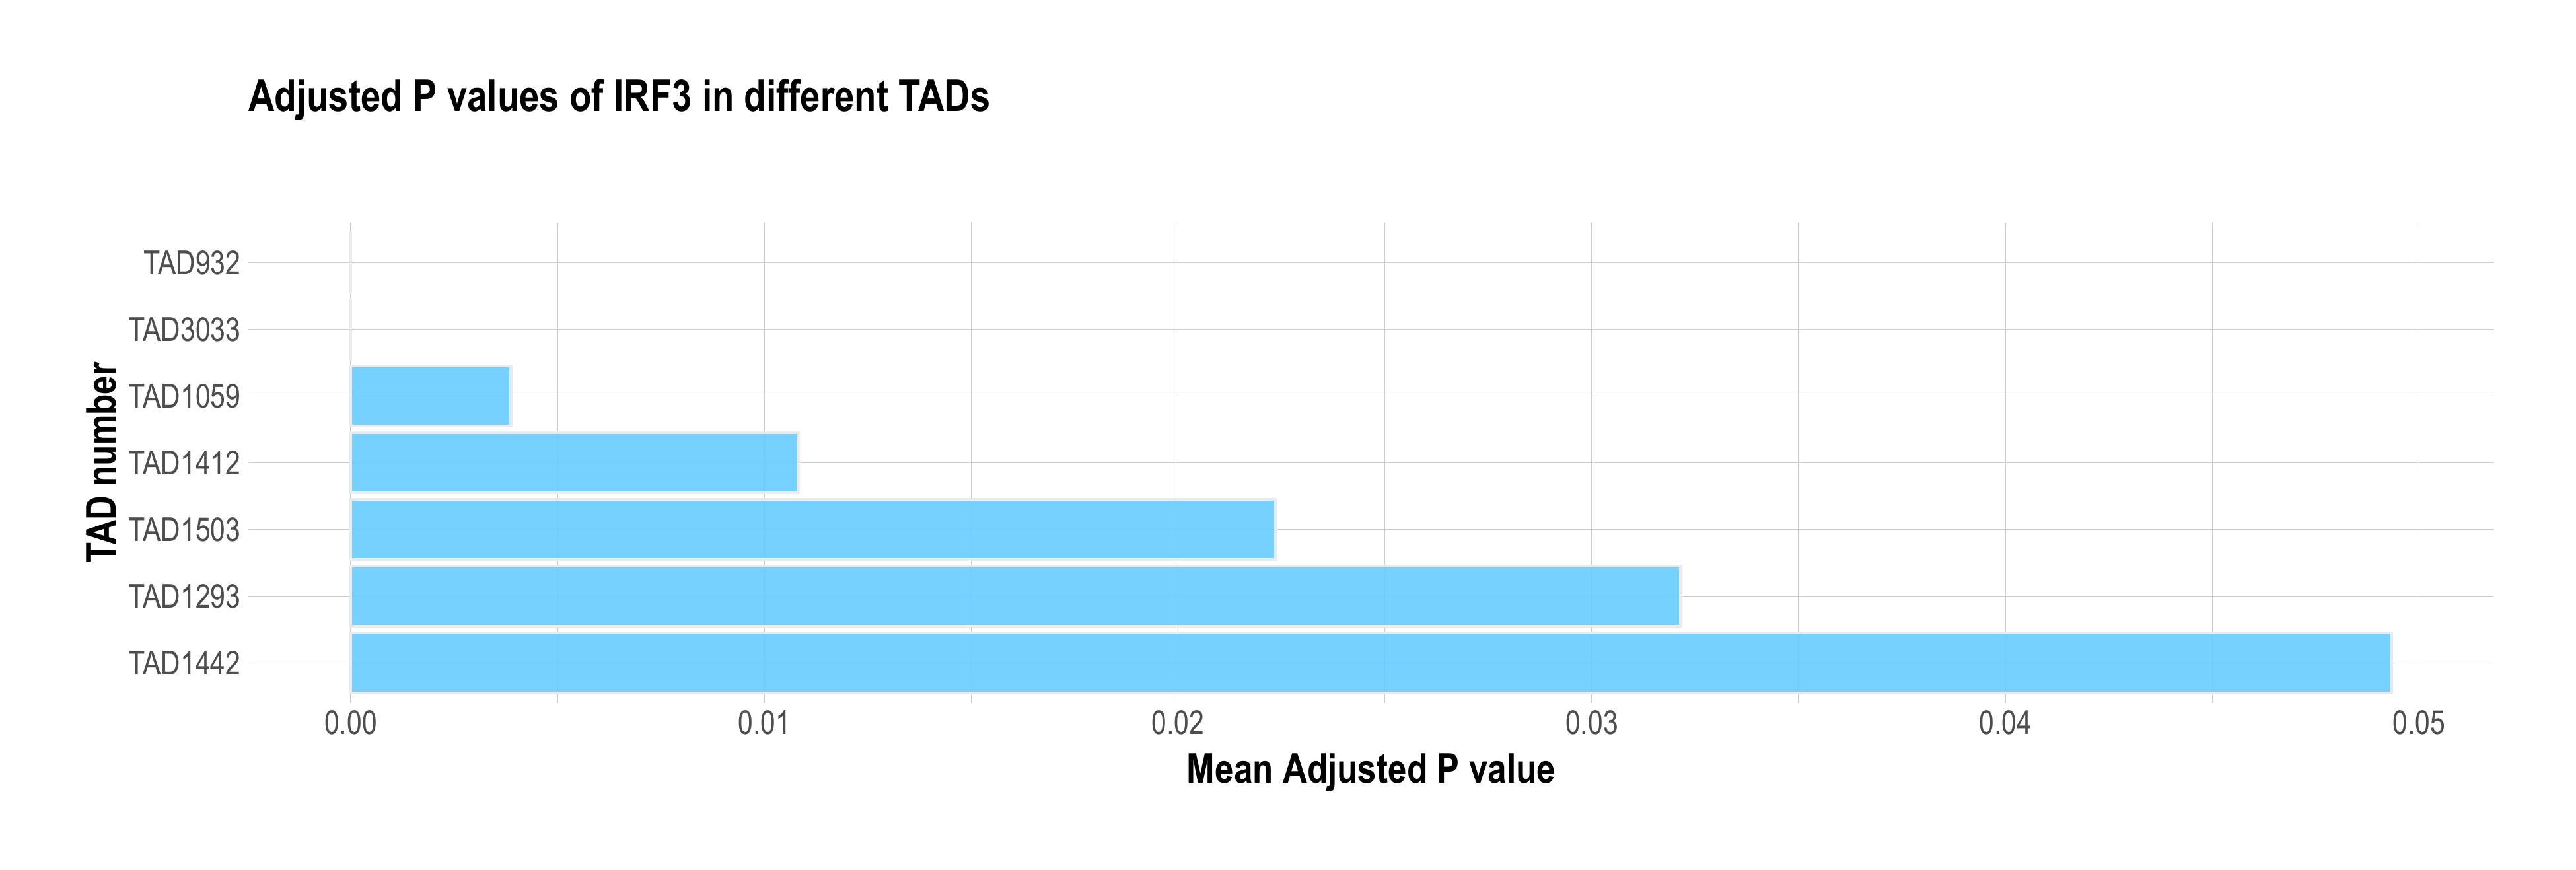 Adjusted P values of IRF3 in different TADs
TAD number
TAD932
TAD3033
TAD1059
TAD1412
TAD1503
TAD1293
TAD1442
0.00 0.01 0.02 0.03 0.04 0.05
Mean Adjusted P value